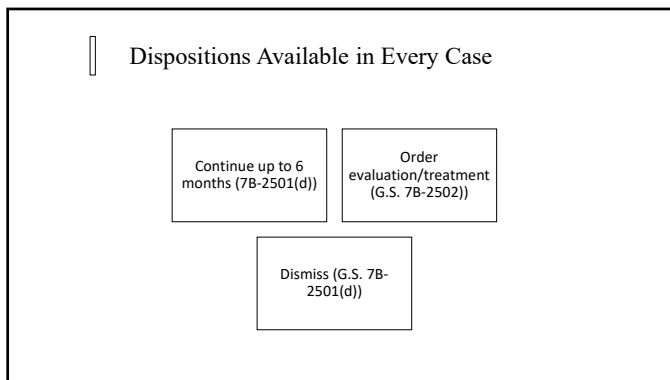 Dispositions Available in Every Case
Continue up to 6
months (7B-2501(d))
Order
evaluation/treatment
(G.S. 7B-2502))
Dismiss (G.S. 7B-
2501(d))